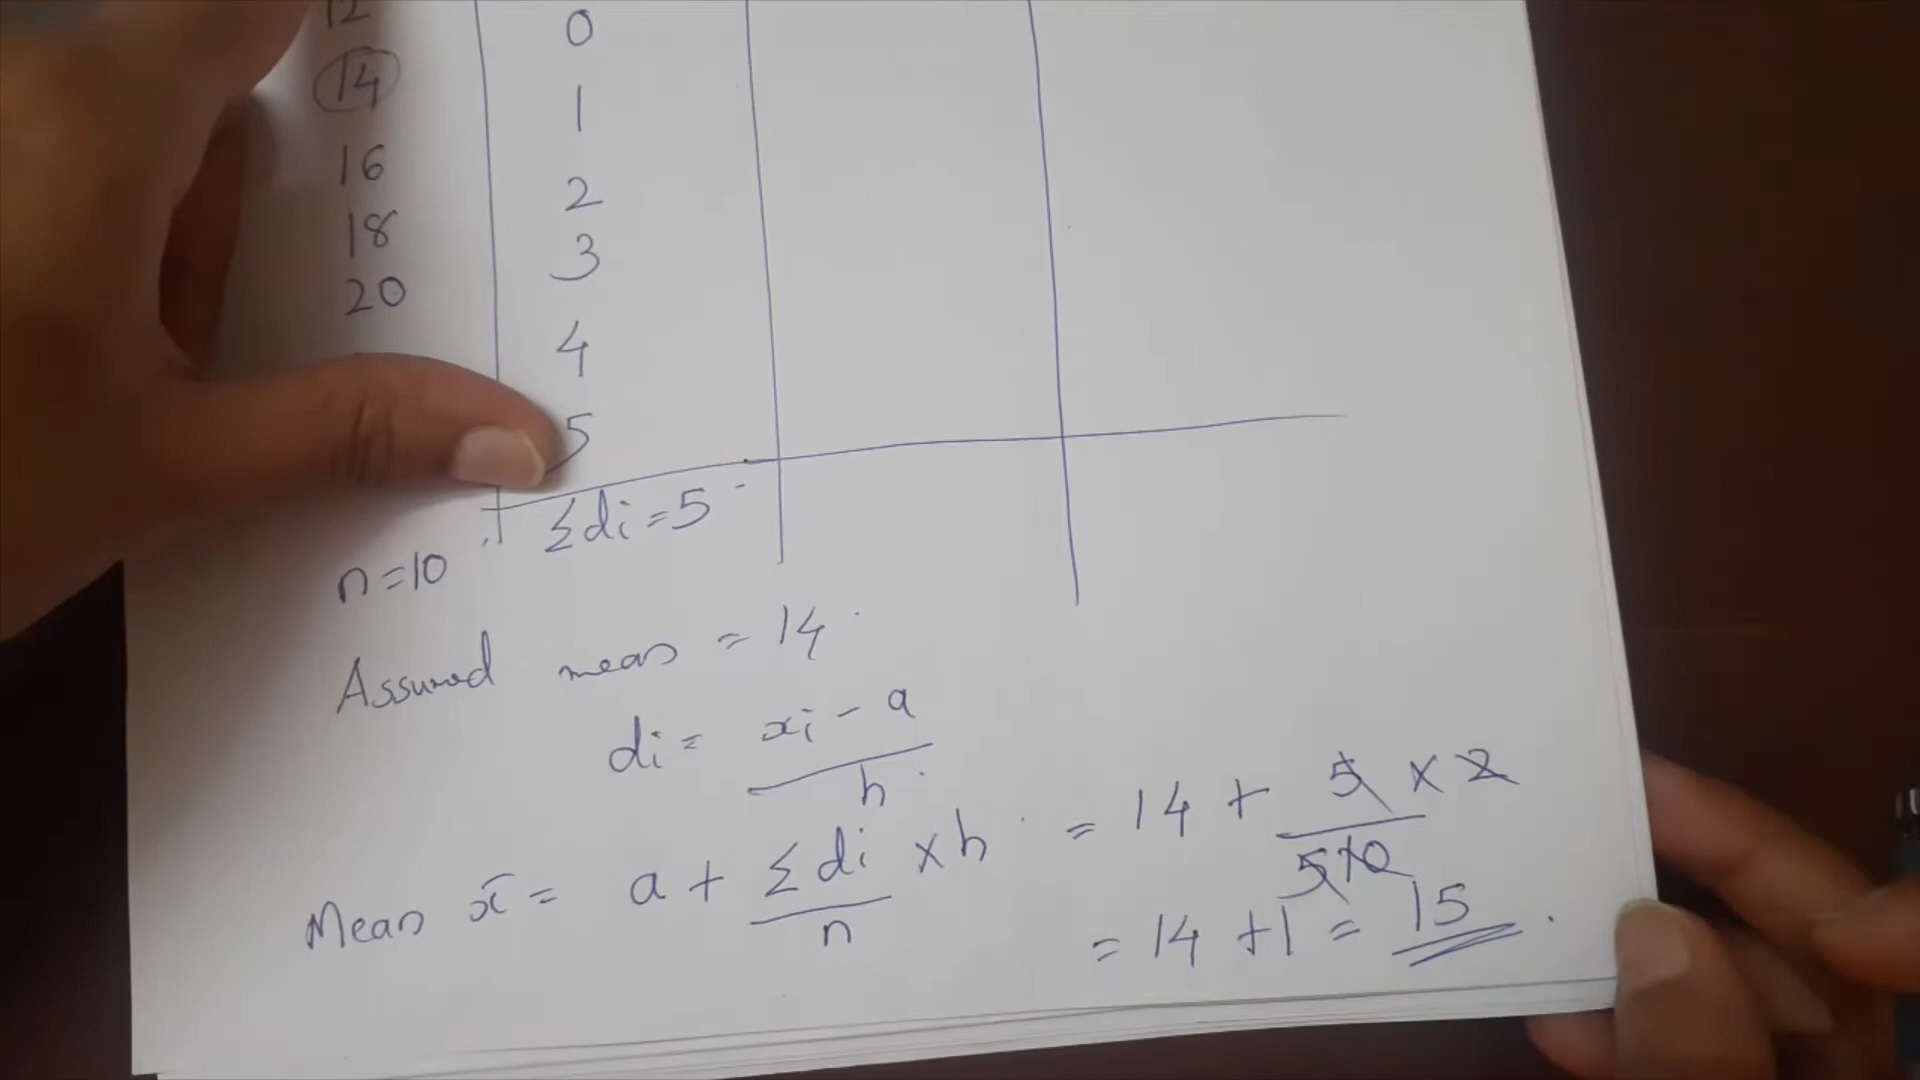 12 0
14 1
16 2
18 3
20 4
5
n=10 Σdi=5
Assumed mean = 14
di = xi - a / h
Mean x̄ = a + Σdi / n × h = 14 + 5 × 2 / 5 10
= 14 + 1 = 15